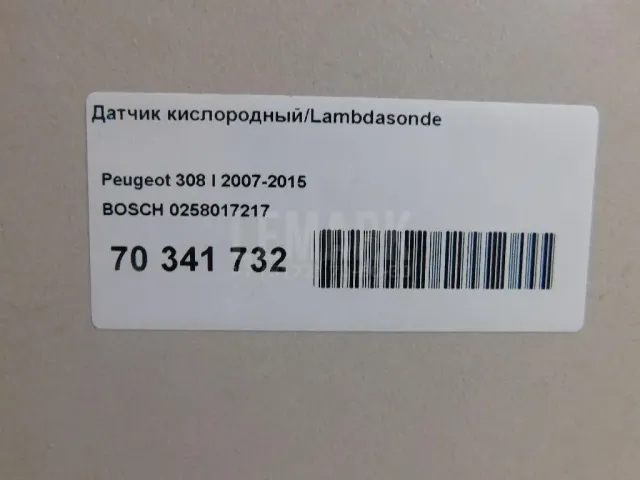 Датчик кислородный/Lambdasonde
Peugeot 308 I 2007-2015
BOSCH 0258017217
70 341 732